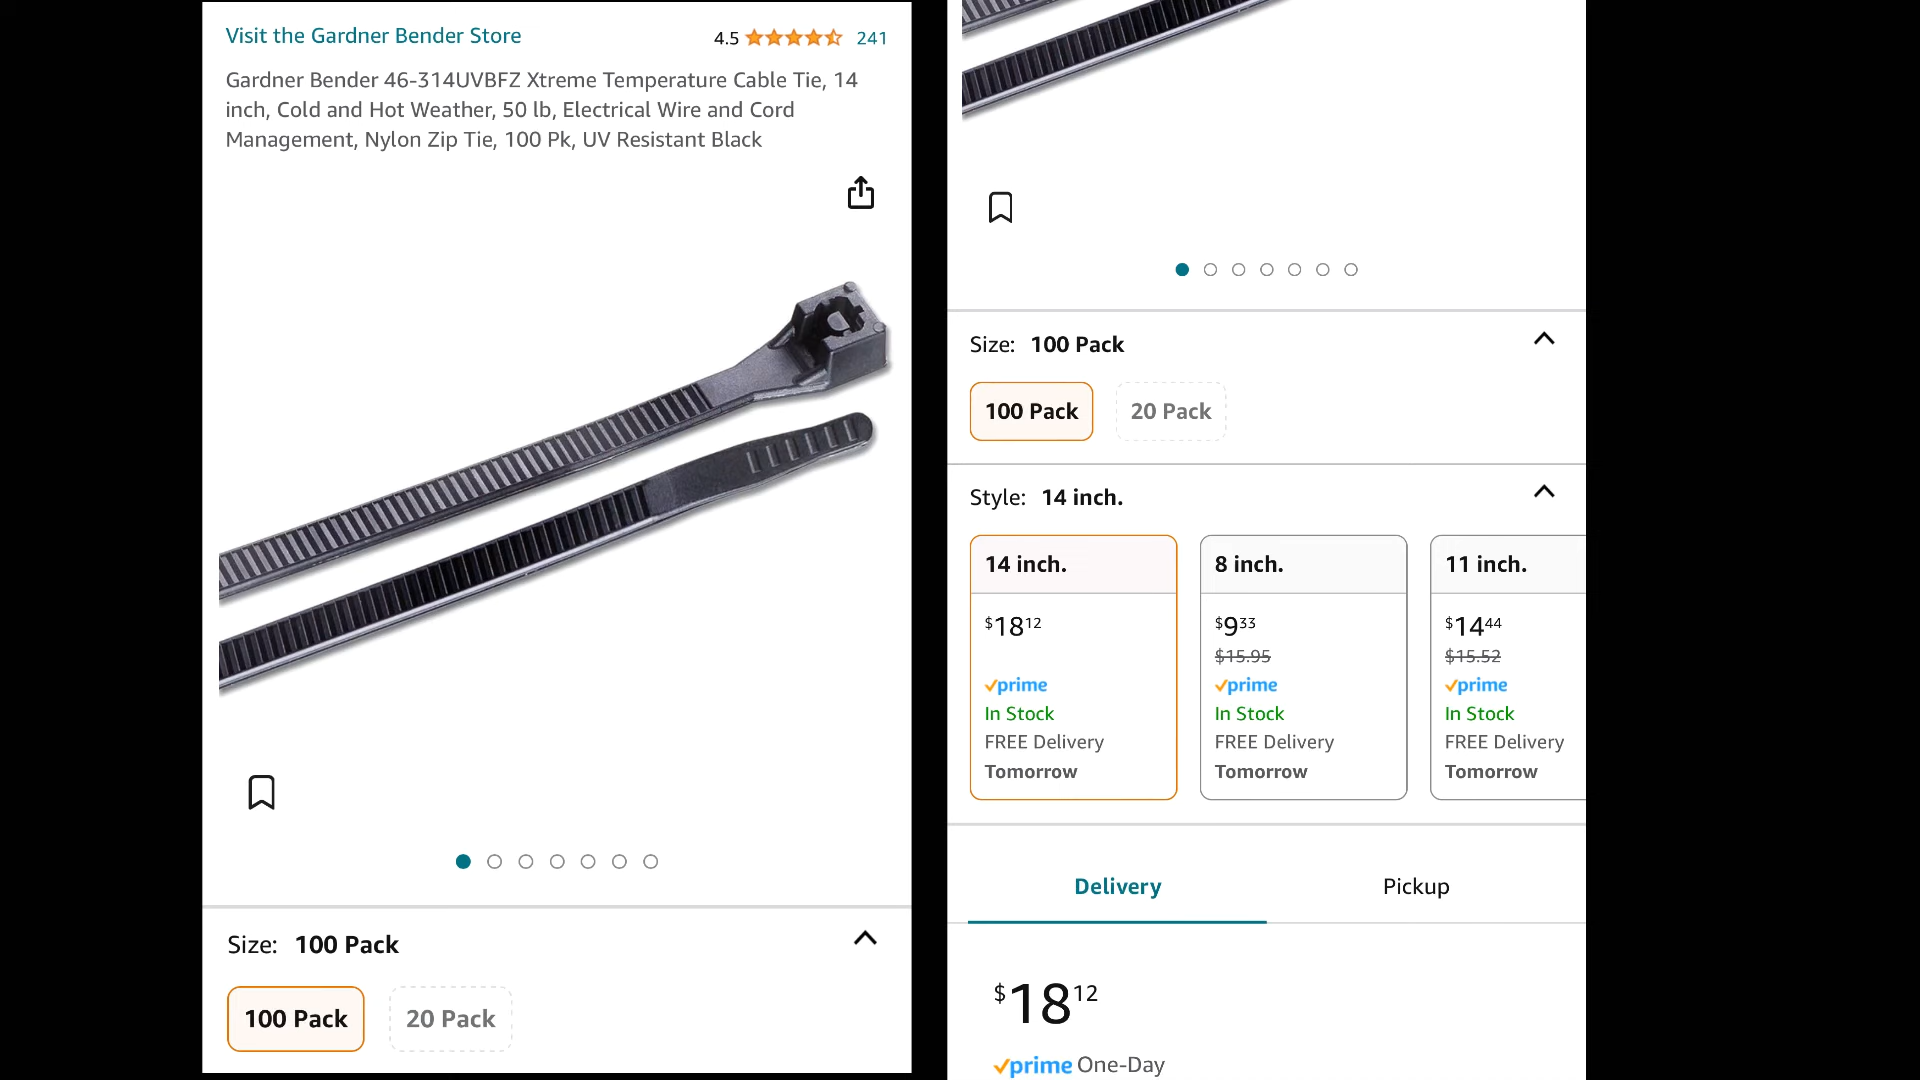 Visit the Gardner Bender Store
4.5 241
Gardner Bender 46-314UVBFZ Xtreme Temperature Cable Tie, 14
inch, Cold and Hot Weather, 50 lb, Electrical Wire and Cord
Management, Nylon Zip Tie, 100 Pk, UV Resistant Black
Size: 100 Pack
100 Pack 20 Pack
Size: 100 Pack
100 Pack 20 Pack
Style: 14 inch.
14 inch. 8 inch. 11 inch.
$18.12 $9.33 $14.44
$15.95 $15.52
prime prime prime
In Stock In Stock In Stock
FREE Delivery FREE Delivery FREE Delivery
Tomorrow Tomorrow Tomorrow
Delivery Pickup
$18.12
prime One-Day